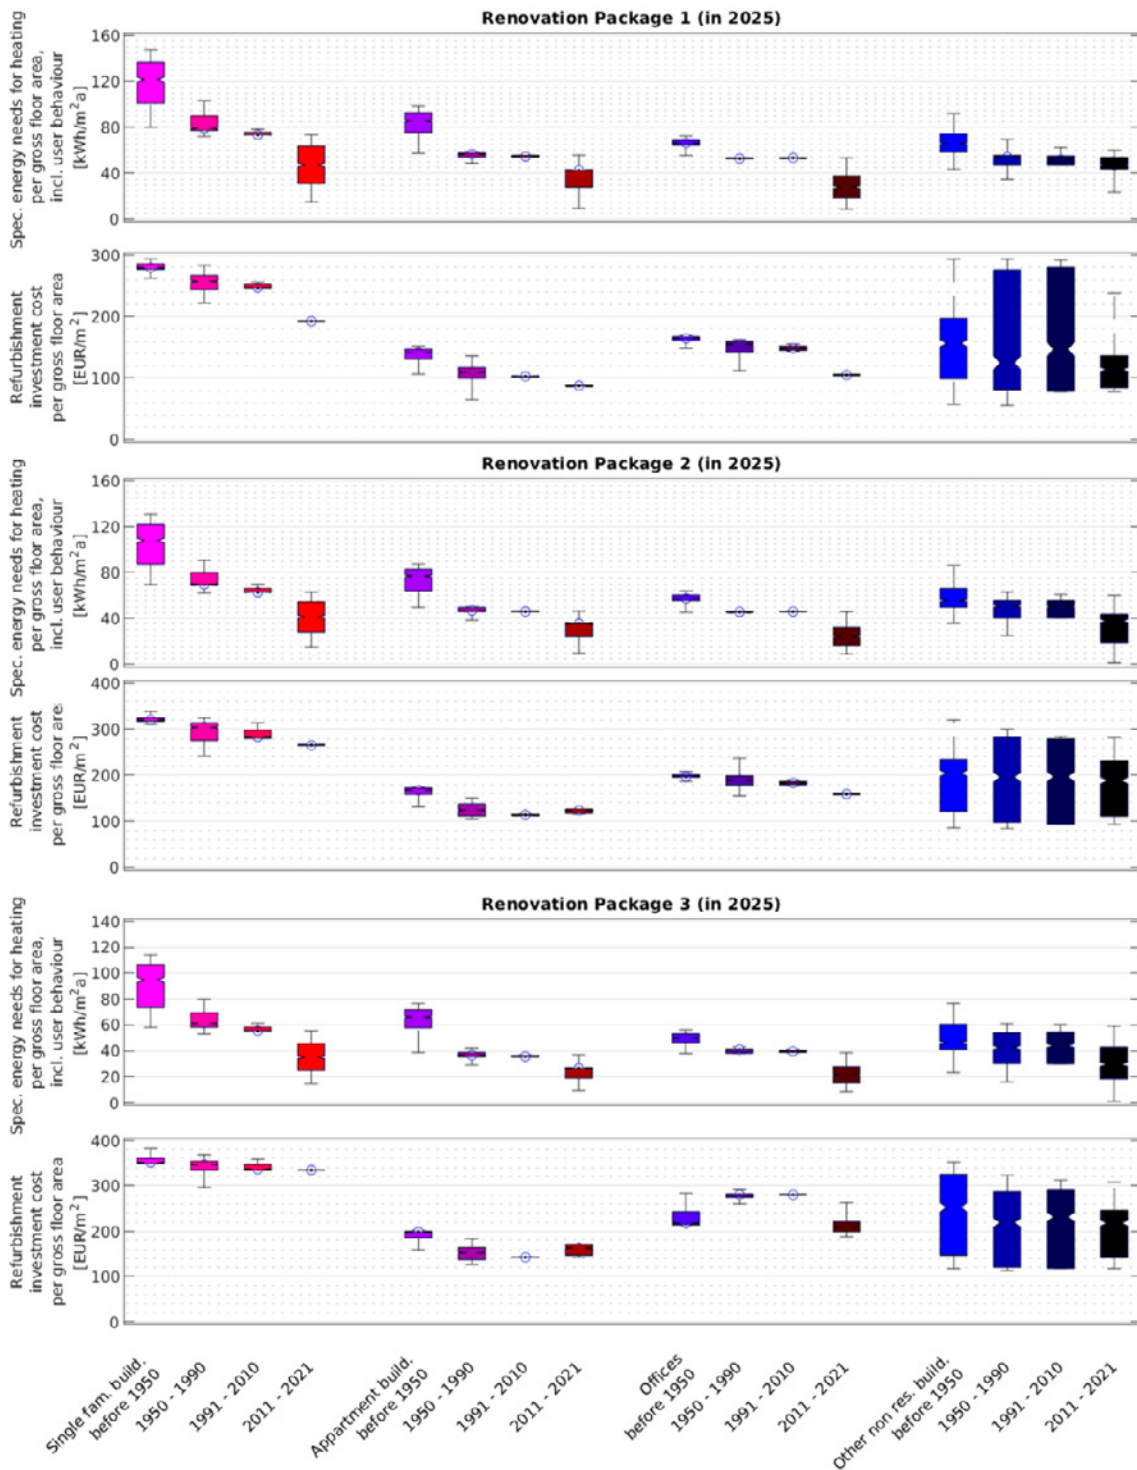 Renovation Package 1 (in 2025)
Spec. energy needs for heating
per gross floor area,
incl. user behaviour
[kWh/m²a]
160
120
80
40
0
Refurbishment
investment cost
per gross floor area
[EUR/m²]
300
200
100
0
Renovation Package 2 (in 2025)
Spec. energy needs for heating
per gross floor area,
incl. user behaviour
[kWh/m²a]
160
120
80
40
0
Refurbishment
investment cost
per gross floor are
[EUR/m²]
400
300
200
100
0
Renovation Package 3 (in 2025)
Spec. energy needs for heating
per gross floor area,
incl. user behaviour
[kWh/m²a]
140
120
100
80
60
40
20
0
Refurbishment
investment cost
per gross floor area
[EUR/m²]
400
300
200
100
0
Single fam. build.
before 1950
1950 - 1990
1991 - 2010
2011 - 2021
Appartment build.
before 1950
1950 - 1990
1991 - 2010
2011 - 2021
Offices
before 1950
1950 - 1990
1991 - 2010
2011 - 2021
Other non res. build.
before 1950
1950 - 1990
1991 - 2010
2011 - 2021